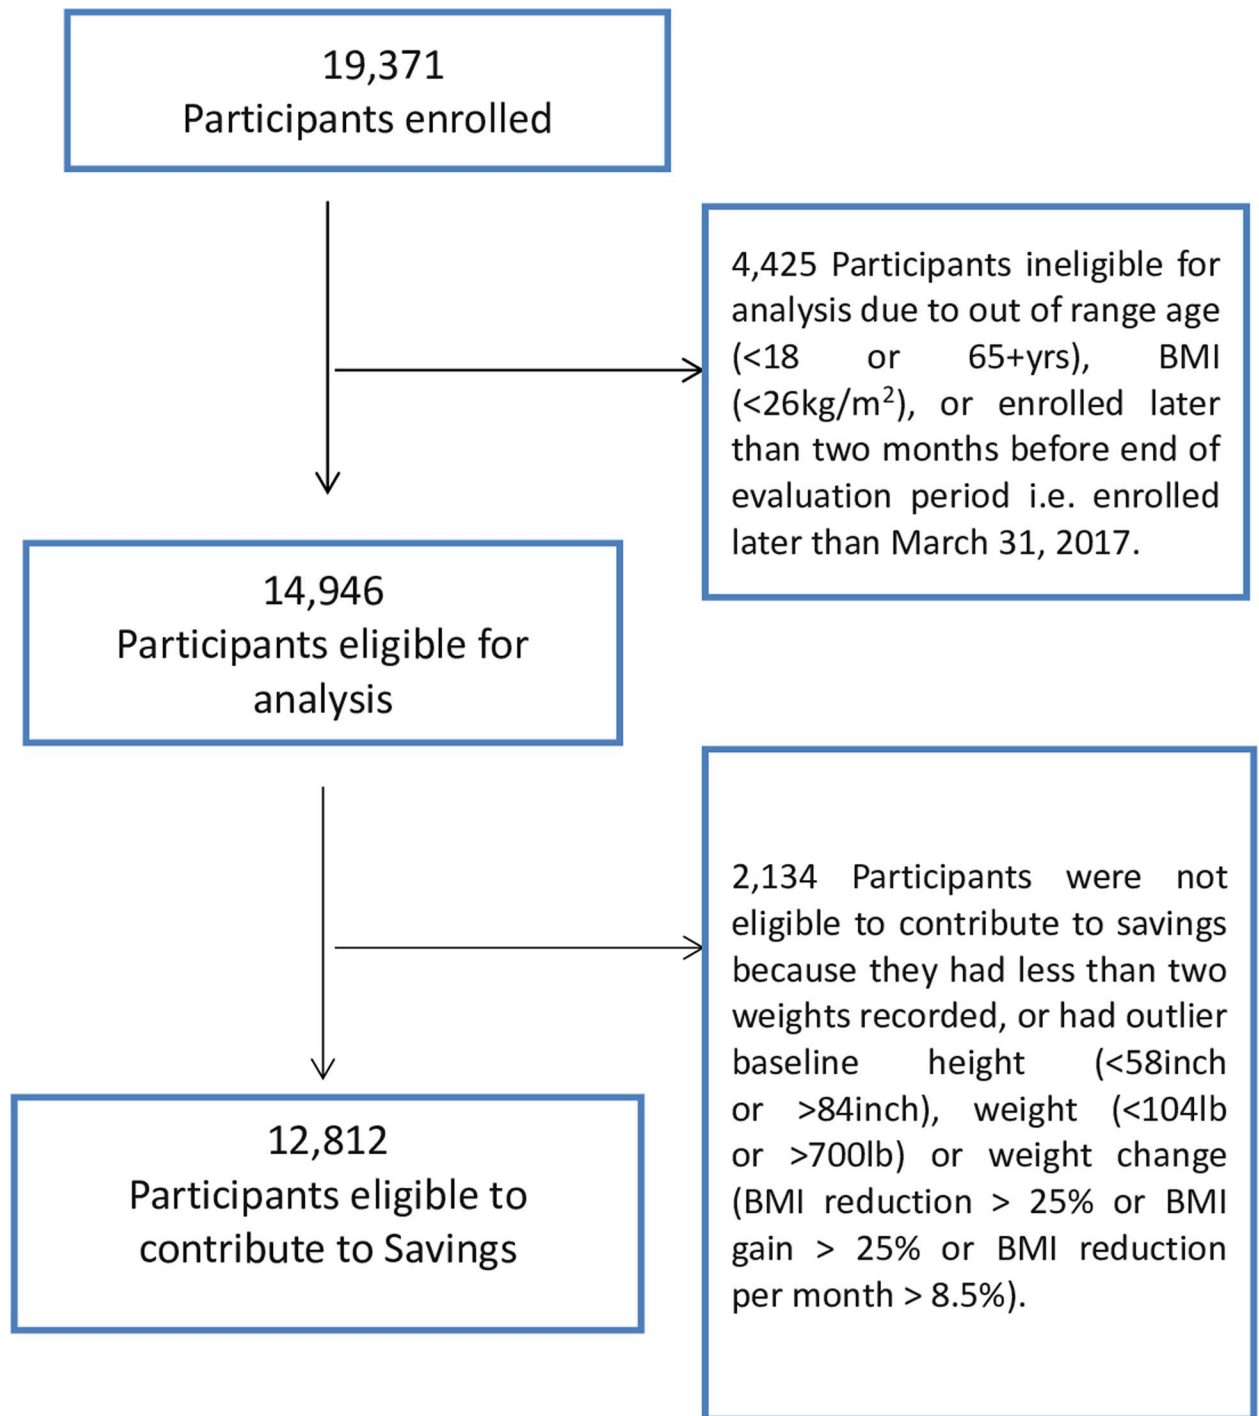 19,371
Participants enrolled
4,425 Participants ineligible for
analysis due to out of range age
(<18 or 65+yrs), BMI
(<26kg/m²), or enrolled later
than two months before end of
evaluation period i.e. enrolled
later than March 31, 2017.
14,946
Participants eligible for
analysis
2,134 Participants were not
eligible to contribute to savings
because they had less than two
weights recorded, or had outlier
baseline height (<58inch
or >84inch), weight (<104lb
or >700lb) or weight change
(BMI reduction > 25% or BMI
gain > 25% or BMI reduction
per month > 8.5%).
12,812
Participants eligible to
contribute to Savings